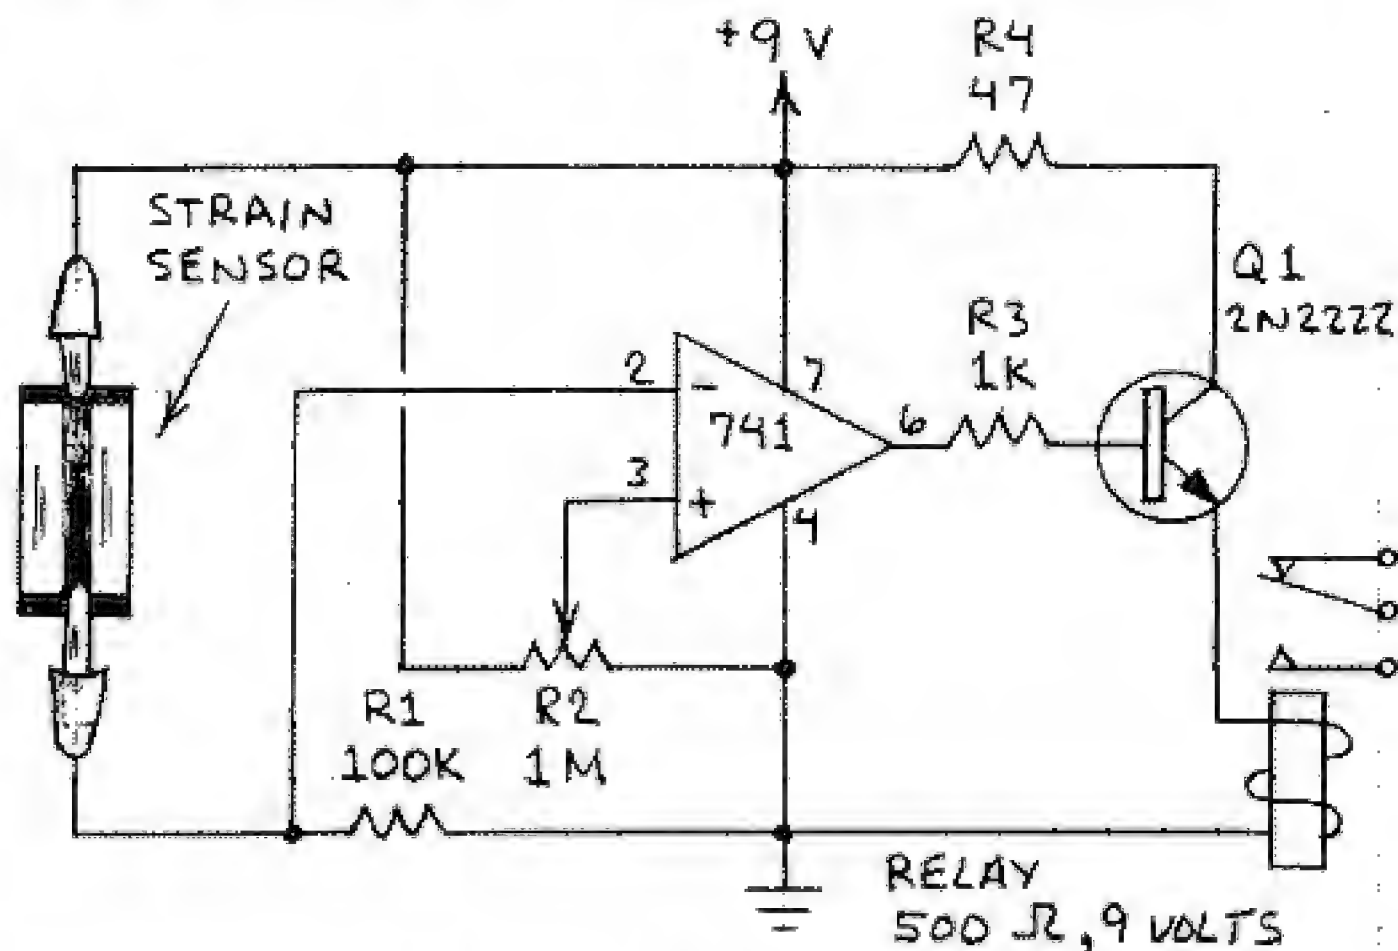 +9 V
R4
47
STRAIN
SENSOR
Q1
2N2222
R3
1K
2
-
7
741
6
3
+
4
R1
100K
R2
1M
RELAY
500 Ω, 9 VOLTS